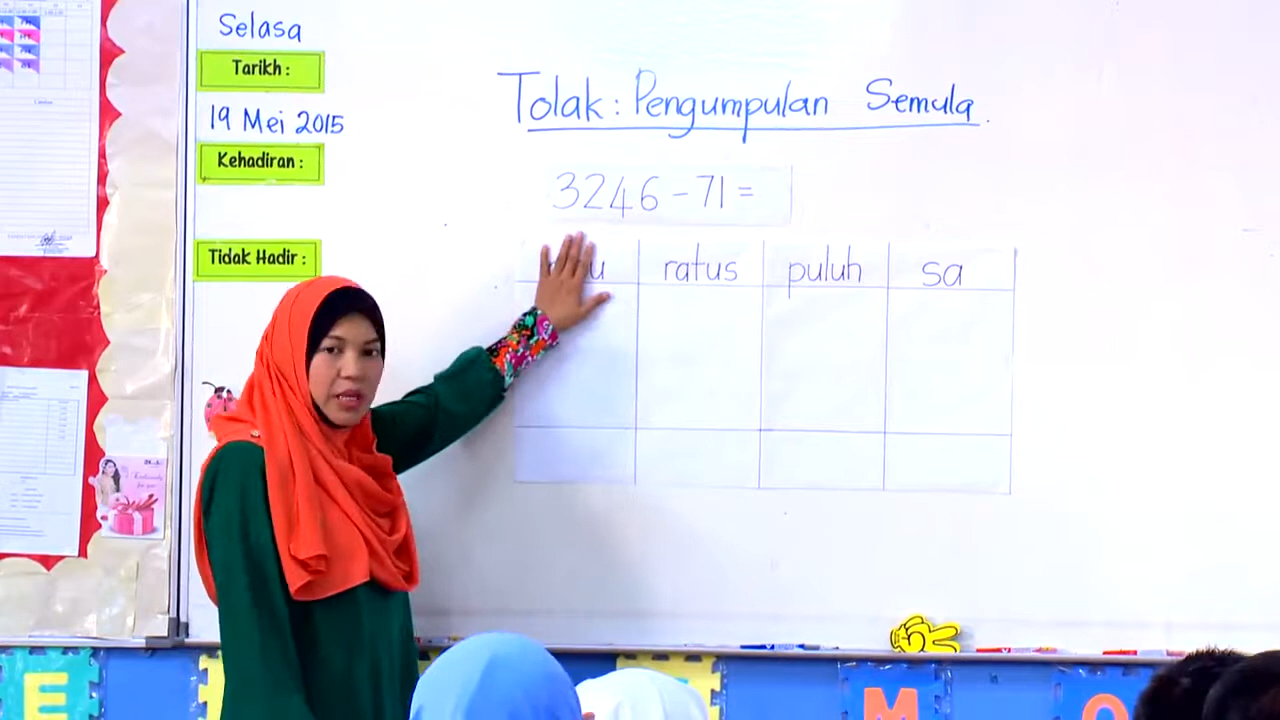 Selasa
Tarikh :
19 Mei 2015
Kehadiran :
Tidak Hadir :
Tolak : Pengumpulan Semula
3246 - 71 =
ratus puluh sa
E
M O